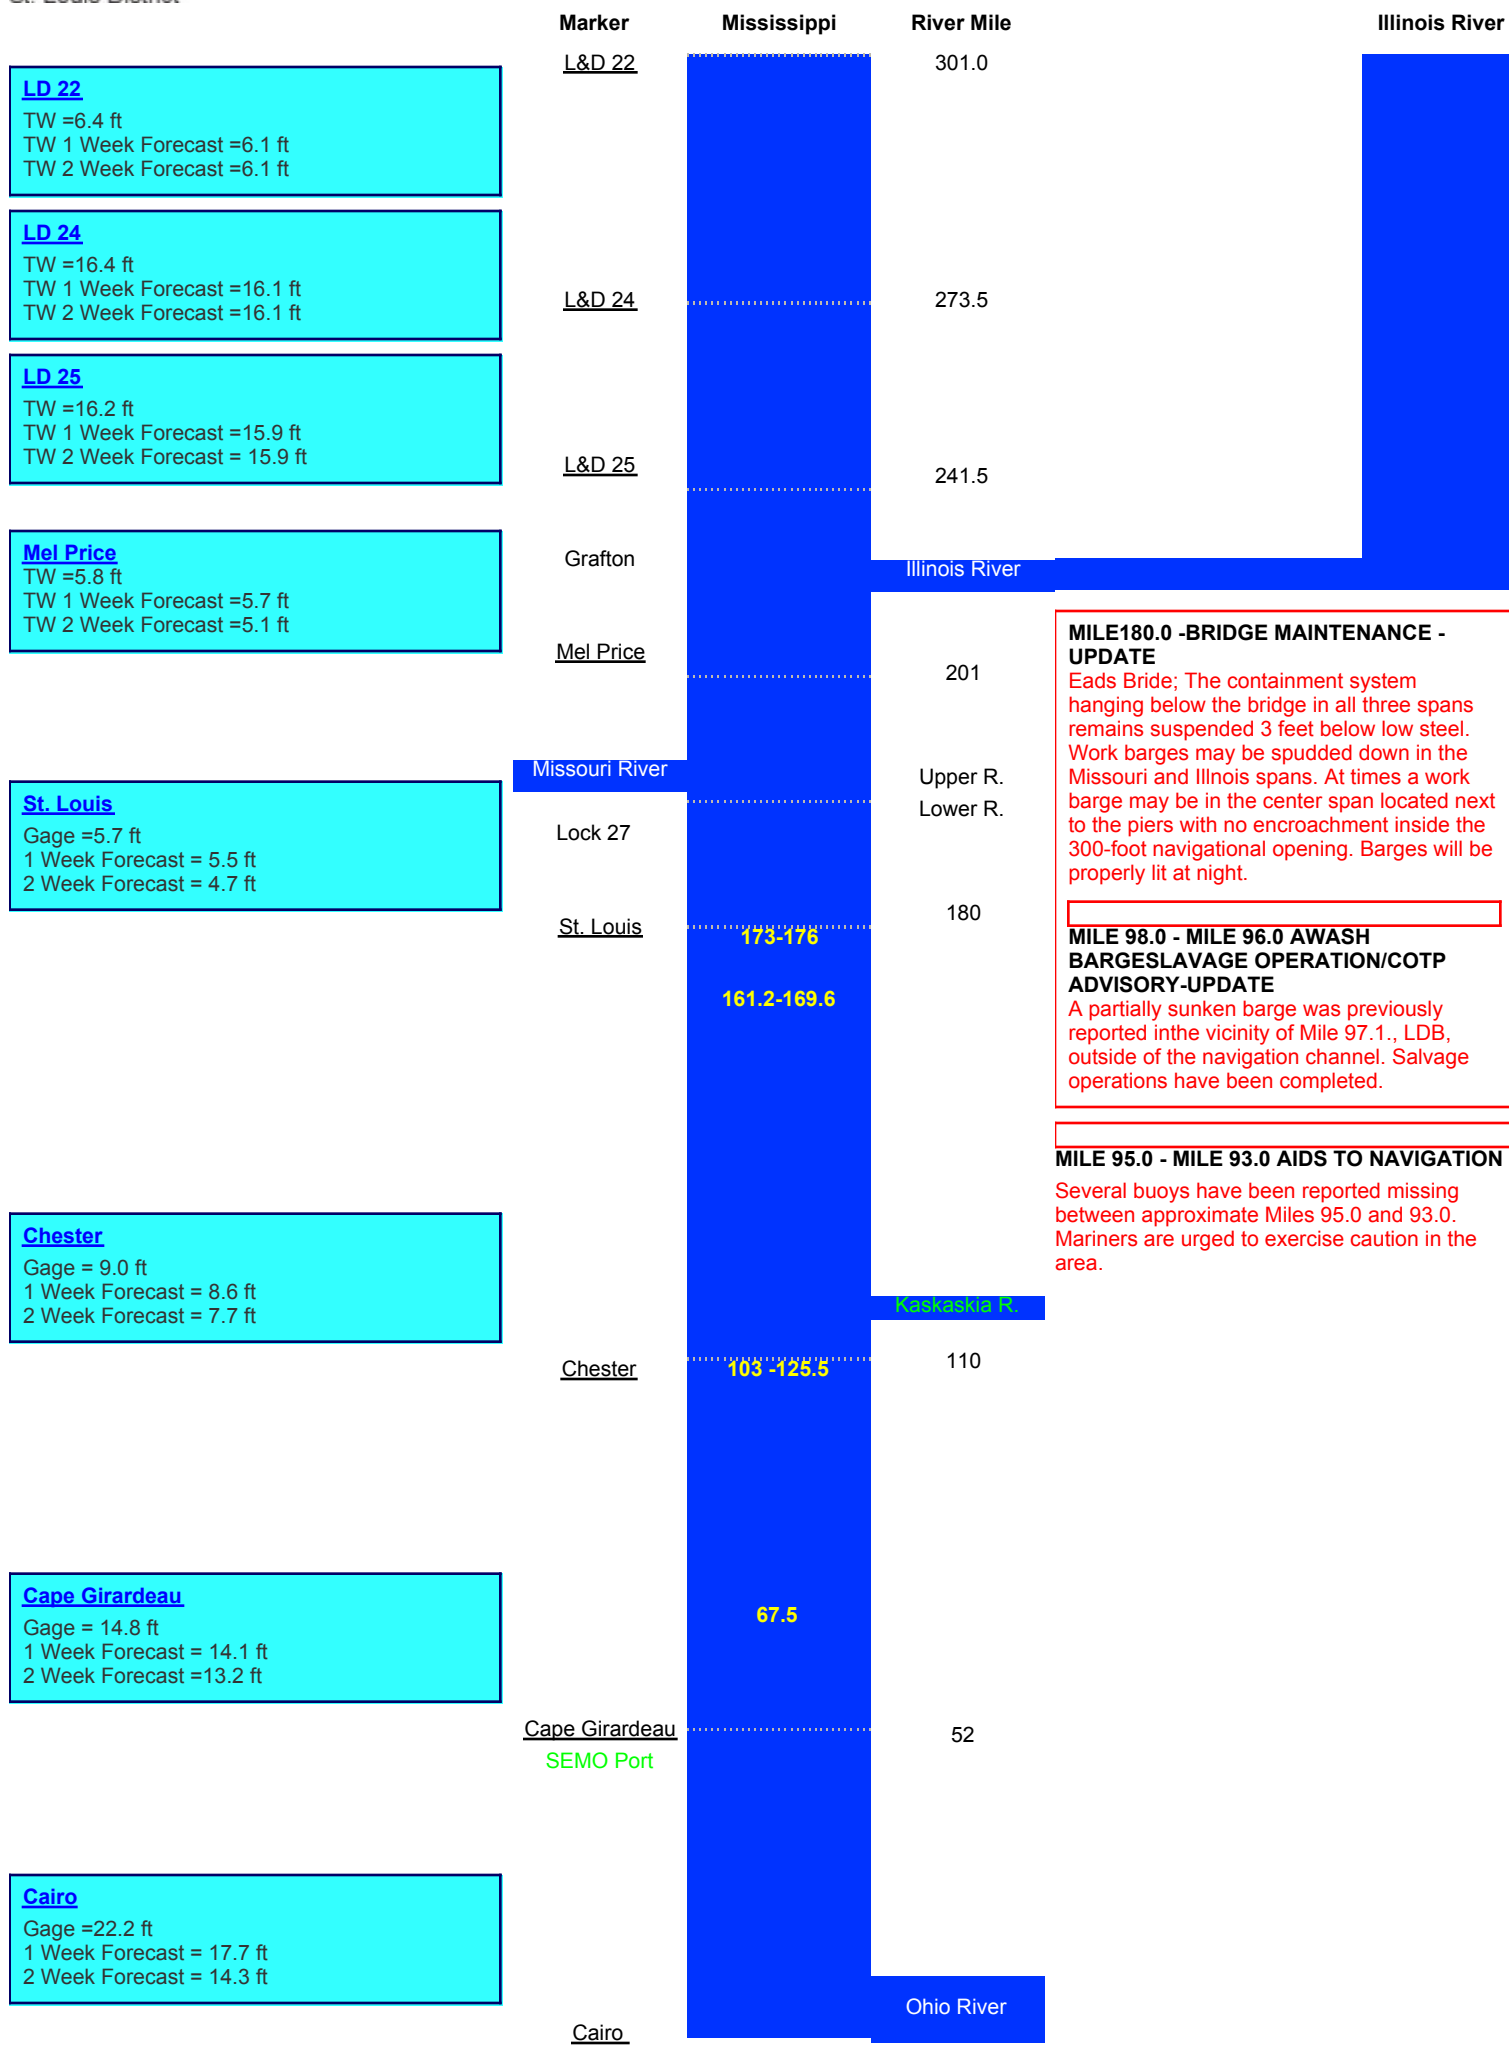 St. Louis District
Marker Mississippi River Mile Illinois River
L&D 22 301.0
LD 22
TW =6.4 ft
TW 1 Week Forecast =6.1 ft
TW 2 Week Forecast =6.1 ft
LD 24
TW =16.4 ft
TW 1 Week Forecast =16.1 ft
TW 2 Week Forecast =16.1 ft
L&D 24 273.5
LD 25
TW =16.2 ft
TW 1 Week Forecast =15.9 ft
TW 2 Week Forecast = 15.9 ft
L&D 25 241.5
Mel Price
TW =5.8 ft
TW 1 Week Forecast =5.7 ft
TW 2 Week Forecast =5.1 ft
Grafton Illinois River
Mel Price 201
Missouri River Upper R.
Lower R.
St. Louis
Gage =5.7 ft
1 Week Forecast = 5.5 ft
2 Week Forecast = 4.7 ft
Lock 27
St. Louis 180
173-176
161.2-169.6
MILE180.0 -BRIDGE MAINTENANCE -
UPDATE
Eads Bride; The containment system
hanging below the bridge in all three spans
remains suspended 3 feet below low steel.
Work barges may be spudded down in the
Missouri and Illnois spans. At times a work
barge may be in the center span located next
to the piers with no encroachment inside the
300-foot navigational opening. Barges will be
properly lit at night.
MILE 98.0 - MILE 96.0 AWASH
BARGESLAVAGE OPERATION/COTP
ADVISORY-UPDATE
A partially sunken barge was previously
reported inthe vicinity of Mile 97.1., LDB,
outside of the navigation channel. Salvage
operations have been completed.
MILE 95.0 - MILE 93.0 AIDS TO NAVIGATION
Several buoys have been reported missing
between approximate Miles 95.0 and 93.0.
Mariners are urged to exercise caution in the
area.
Chester
Gage = 9.0 ft
1 Week Forecast = 8.6 ft
2 Week Forecast = 7.7 ft
Kaskaskia R.
Chester 103 -125.5 110
Cape Girardeau
Gage = 14.8 ft
1 Week Forecast = 14.1 ft
2 Week Forecast =13.2 ft
67.5
Cape Girardeau 52
SEMO Port
Cairo
Gage =22.2 ft
1 Week Forecast = 17.7 ft
2 Week Forecast = 14.3 ft
Ohio River
Cairo